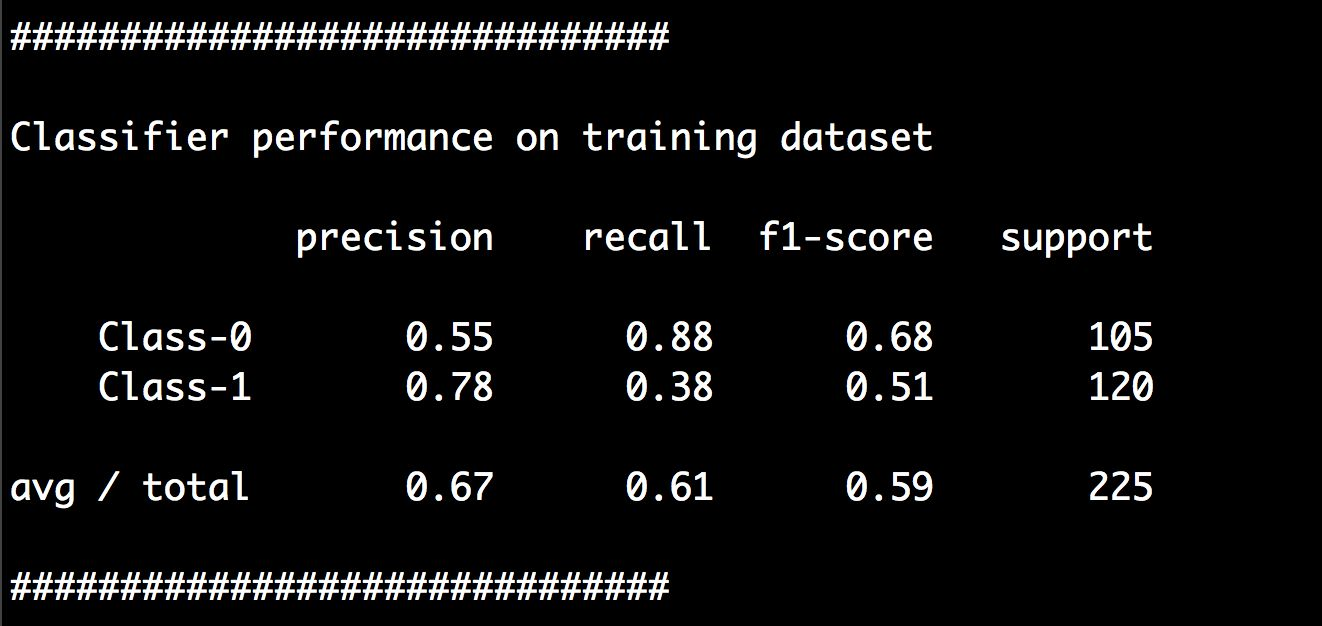 ##############################
Classifier performance on training dataset
precision recall f1-score support
Class-0 0.55 0.88 0.68 105
Class-1 0.78 0.38 0.51 120
avg / total 0.67 0.61 0.59 225
##############################